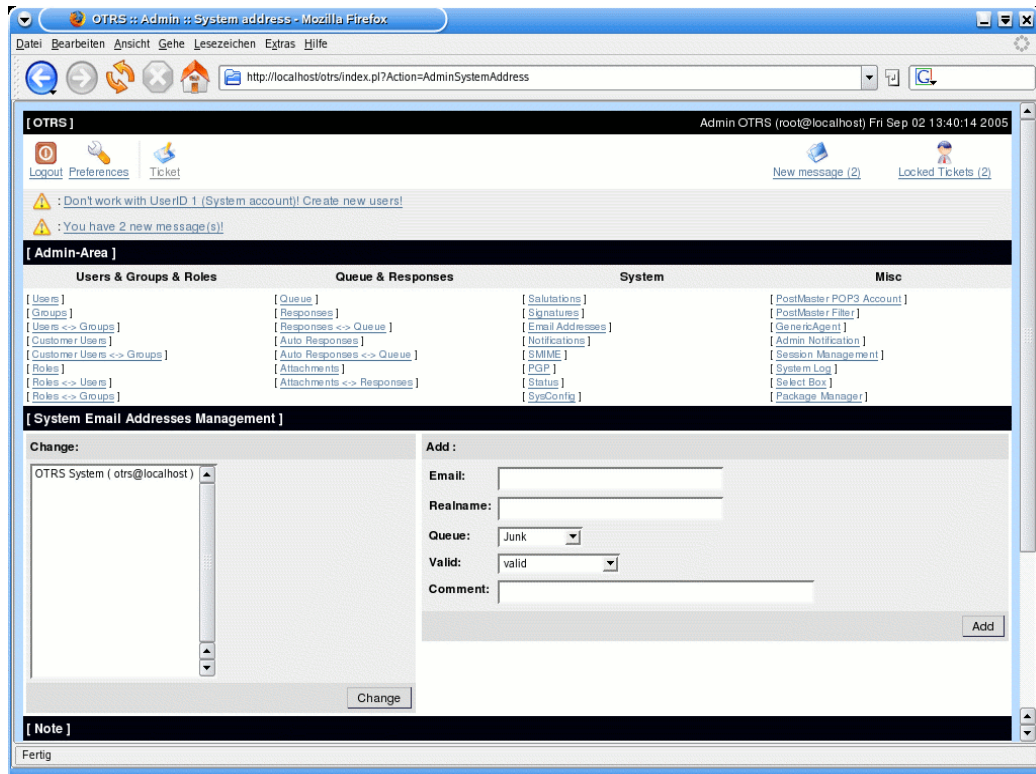 OTRS :: Admin :: System address - Mozilla Firefox
Datei Bearbeiten Ansicht Gehe Lesezeichen Extras Hilfe
http://localhost/otrs/index.pl?Action=AdminSystemAddress
[ OTRS ] Admin OTRS (root@localhost) Fri Sep 02 13:40:14 2005
Logout Preferences Ticket New message (2) Locked Tickets (2)
: Don't work with UserID 1 (System account)! Create new users!
: You have 2 new message(s)!
[ Admin-Area ]
Users & Groups & Roles Queue & Responses System Misc
[ Users ] [ Queue ] [ Salutations ] [ PostMaster POP3 Account ]
[ Groups ] [ Responses ] [ Signatures ] [ PostMaster Filter ]
[ Users <-> Groups ] [ Responses <-> Queue ] [ Email Addresses ] [ GenericAgent ]
[ Customer Users ] [ Auto Responses ] [ Notifications ] [ Admin Notification ]
[ Customer Users <-> Groups ] [ Auto Responses <-> Queue ] [ SMIME ] [ Session Management ]
[ Roles ] [ Attachments ] [ PGP ] [ System Log ]
[ Roles <-> Users ] [ Attachments <-> Responses ] [ Status ] [ Select Box ]
[ Roles <-> Groups ] [ SysConfig ] [ Package Manager ]
[ System Email Addresses Management ]
Change: Add :
OTRS System ( otrs@localhost )
Email:
Realname:
Queue: Junk
Valid: valid
Comment:
Add
Change
[ Note ]
Fertig